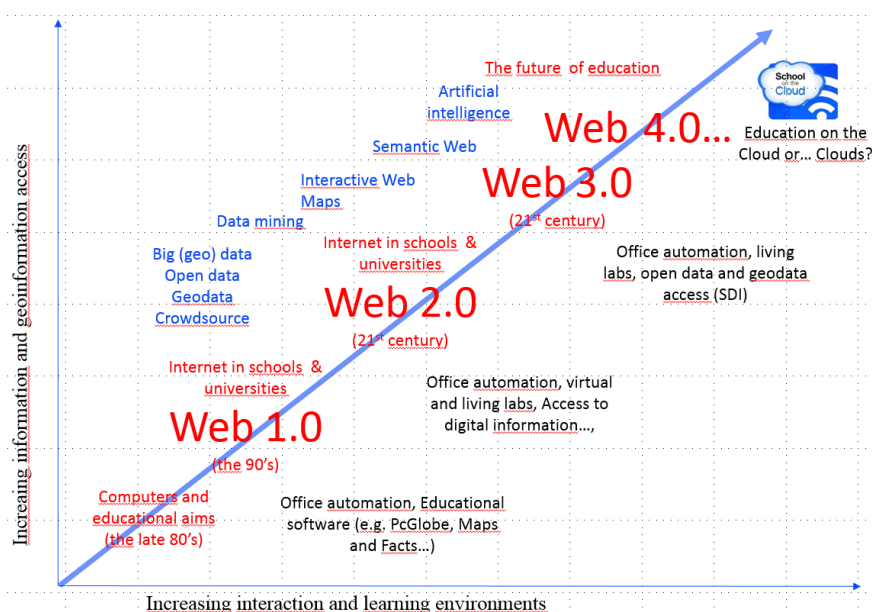 The future of education
School
on the
Cloud
Artificial
intelligence
Web 4.0...
Education on the
Cloud or... Clouds?
Semantic Web
Web 3.0
(21st century)
Interactive Web
Maps
Data mining
Internet in schools &
universities
Big (geo) data
Open data
Geodata
Crowdsource
Office automation, living
labs, open data and geodata
access (SDI)
Web 2.0
(21st century)
Internet in schools &
universities
Office automation, virtual
and living labs, Access to
digital information...,
Web 1.0
(the 90's)
Computers and
educational aims
(the late 80's)
Office automation, Educational
software (e.g. PcGlobe, Maps
and Facts...)
Increaing information and geoinformation access
Increasing interaction and learning environments